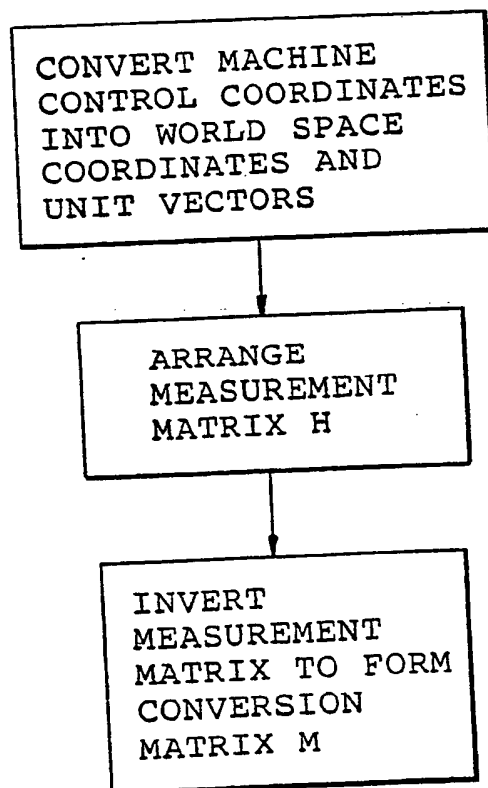 CONVERT MACHINE
CONTROL COORDINATES
INTO WORLD SPACE
COORDINATES AND
UNIT VECTORS
ARRANGE
MEASUREMENT
MATRIX H
INVERT
MEASUREMENT
MATRIX TO FORM
CONVERSION
MATRIX M